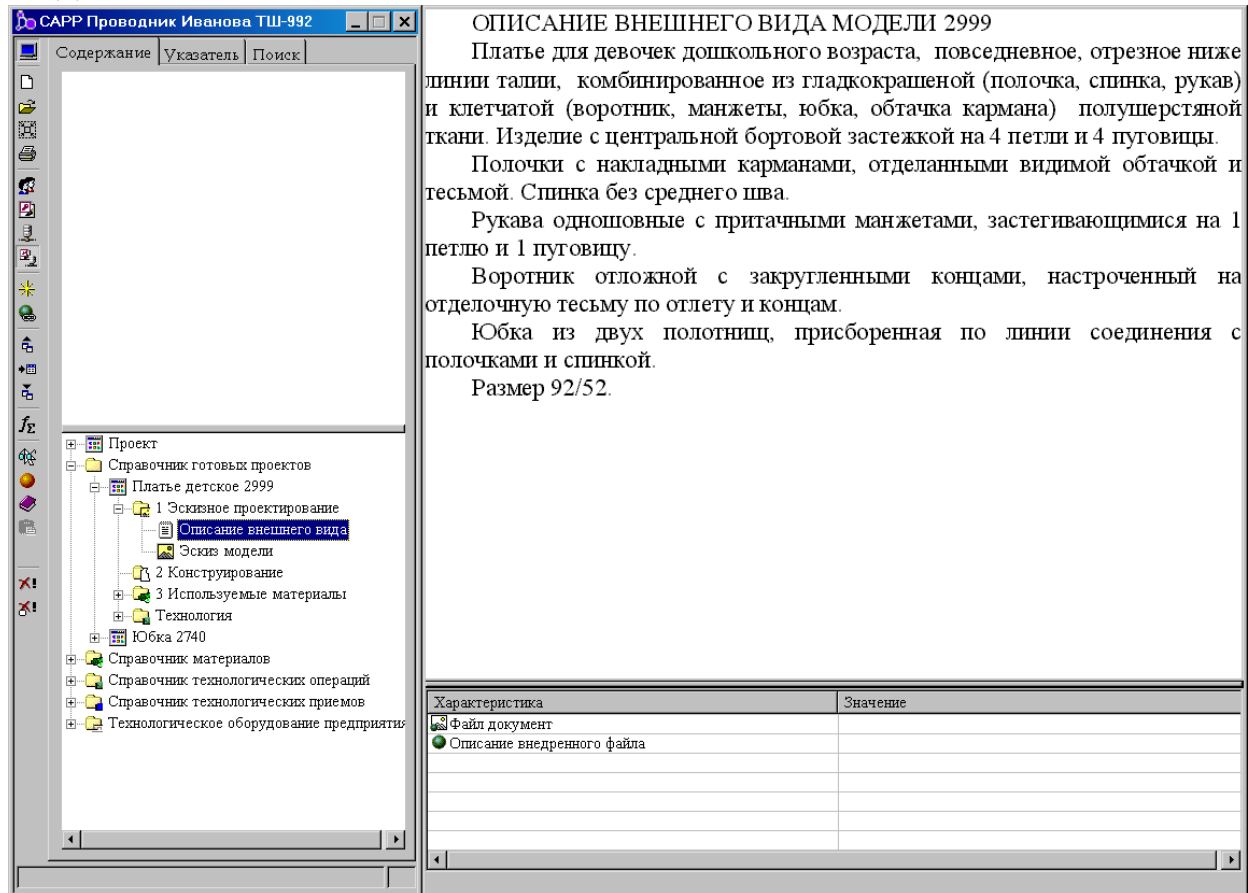 САРР Проводник Иванова ТШ-992
Содержание Указатель Поиск
Проект
Справочник готовых проектов
Платье детское 2999
1 Эскизное проектирование
Описание внешнего вида
Эскиз модели
2 Конструирование
3 Используемые материалы
Технология
Юбка 2740
Справочник материалов
Справочник технологических операций
Справочник технологических приемов
Технологическое оборудование предприятия
ОПИСАНИЕ ВНЕШНЕГО ВИДА МОДЕЛИ 2999
Платье для девочек дошкольного возраста, повседневное, отрезное ниже
линии талии, комбинированное из гладкокрашеной (полочка, спинка, рукав)
и клетчатой (воротник, манжеты, юбка, обтачка кармана) полушерстяной
ткани. Изделие с центральной бортовой застежкой на 4 петли и 4 пуговицы.
Полочки с накладными карманами, отделанными видимой обтачкой и
тесьмой. Спинка без среднего шва.
Рукава одношовные с притачными манжетами, застегивающимися на 1
петлю и 1 пуговицу.
Воротник отложной с закругленными концами, настроченный на
отделочную тесьму по отлету и концам.
Юбка из двух полотнищ, присборенная по линии соединения с
полочками и спинкой.
Размер 92/52.
Характеристика Значение
Файл документ
Описание внедренного файла